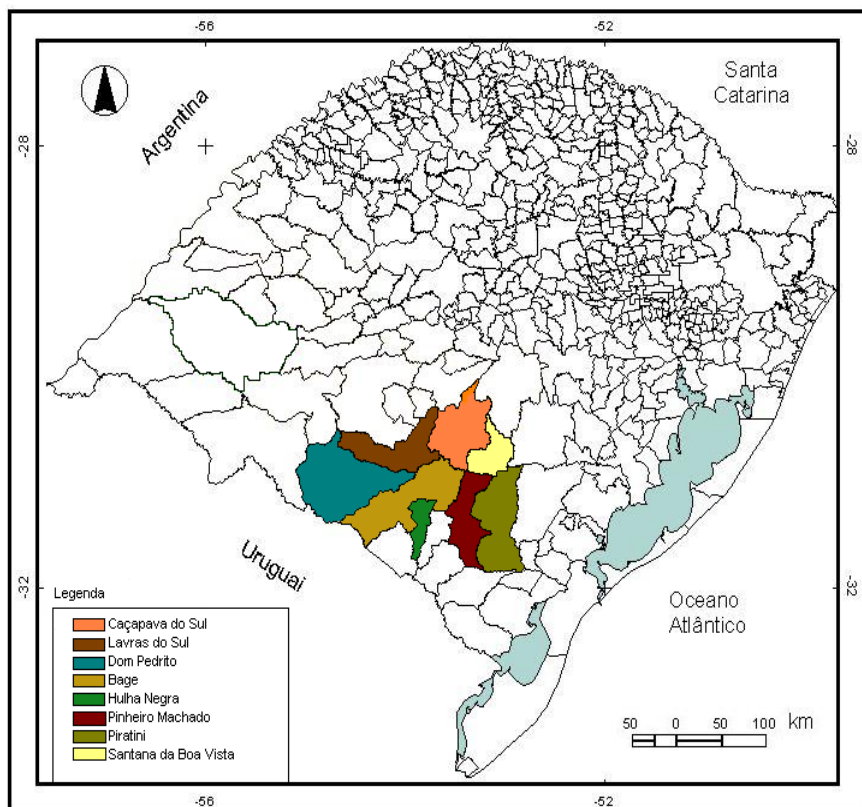 -56
-52
Santa
Catarina
Argentina
-28
-28
Uruguai
-32
-32
Oceano
Atlântico
Legenda
Caçapava do Sul
Lavras do Sul
Dom Pedrito
Bage
Hulha Negra
Pinheiro Machado
Piratini
Santana da Boa Vista
50 0 50 100 km
-56
-52